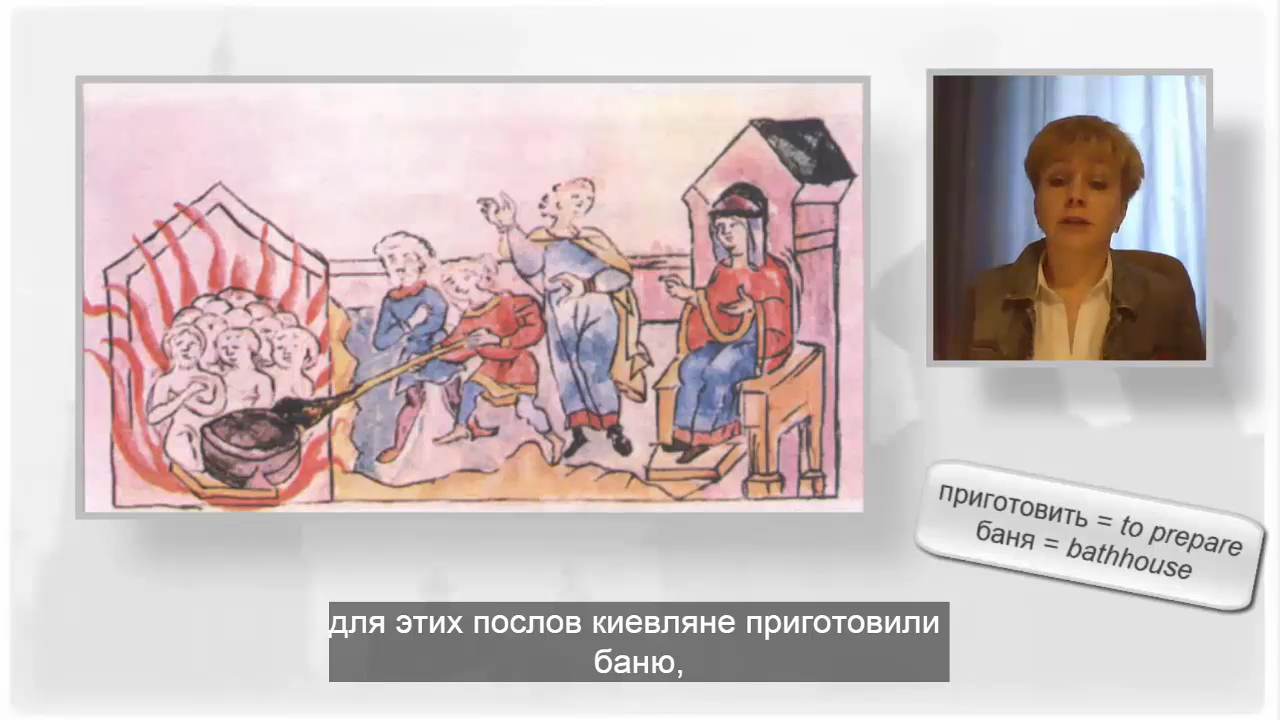 приготовить = to prepare
баня = bathhouse
для этих послов киевляне приготовили
баню,